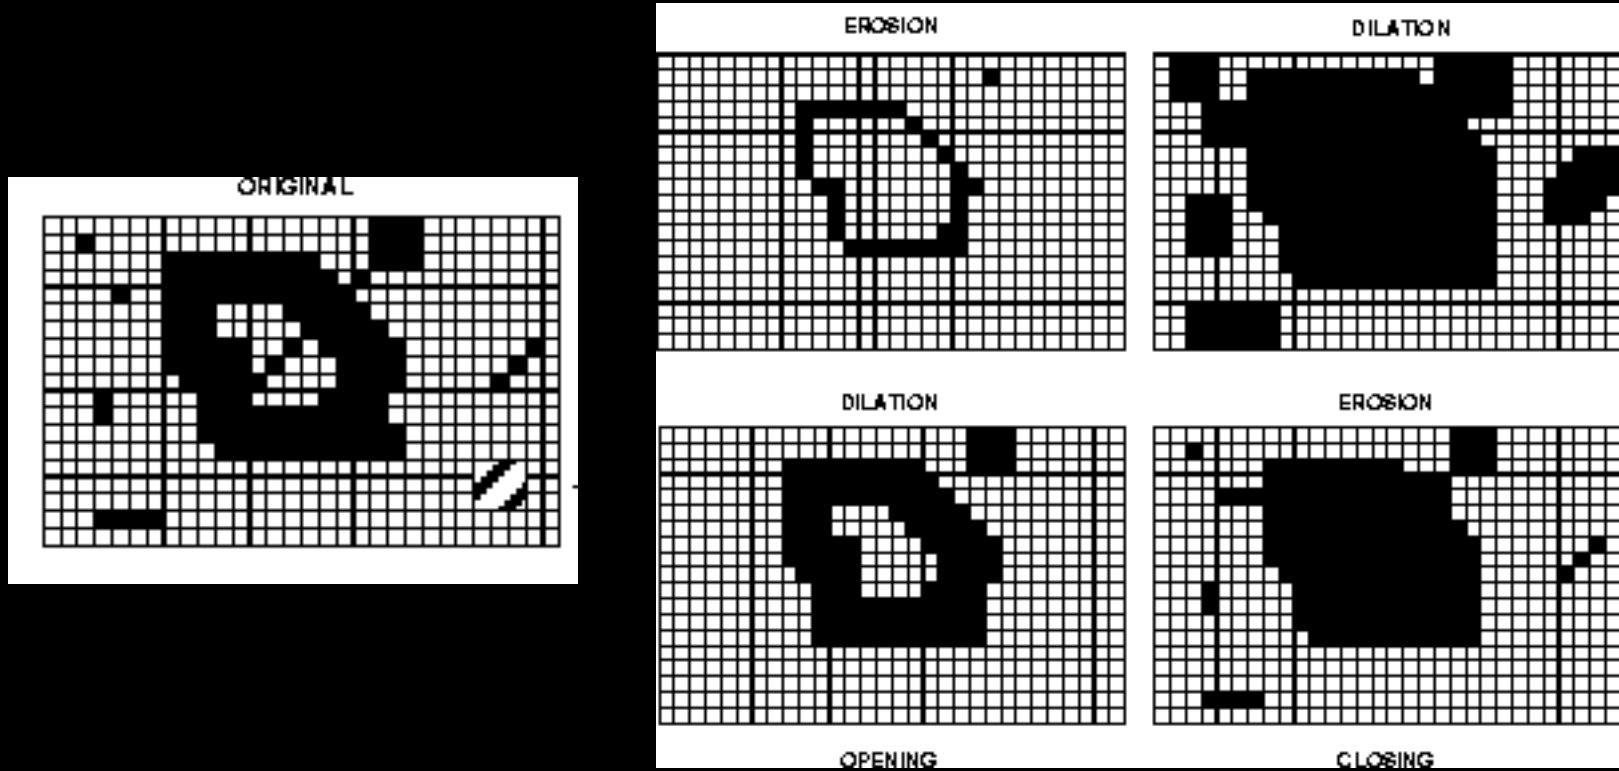 ORIGINAL
EROSION
DILATION
DILATION
EROSION
OPENING
CLOSING